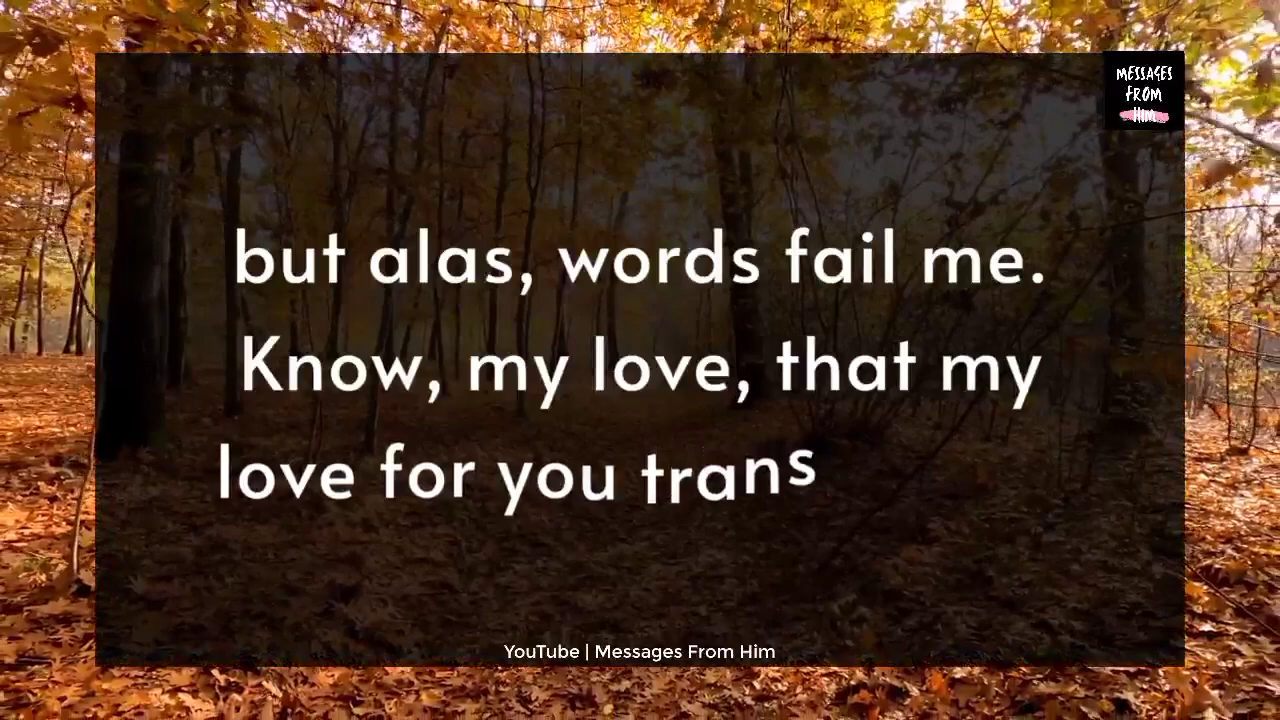 MESSAGES
FROM
HIM
but alas, words fail me.
Know, my love, that my
love for you trans
YouTube | Messages From Him